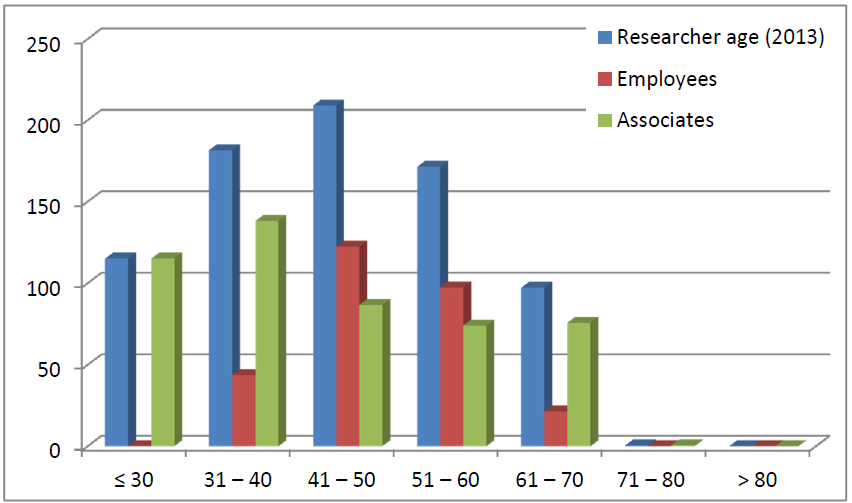 250
200
150
100
50
0
Researcher age (2013)
Employees
Associates
≤ 30
31 – 40
41 – 50
51 – 60
61 – 70
71 – 80
> 80